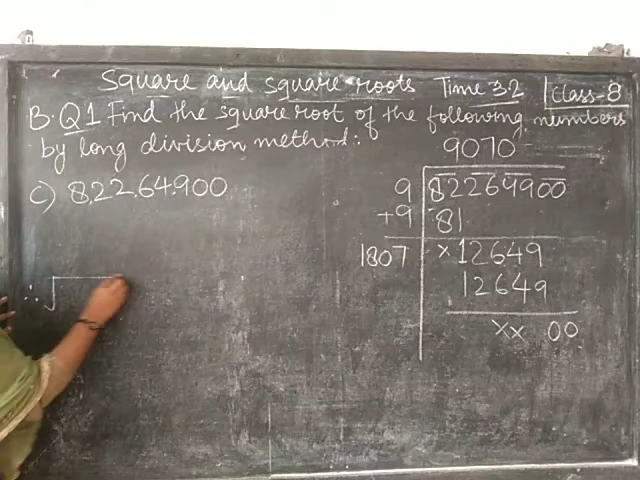 Square and square roots Time 3.2 Class-8
B. Q1 Find the square root of the following numbers
by long division method:
c) 8,22,64,900
9070
9 82264900
+9 81
1807 ×12649
12649
×× 00
∴ √